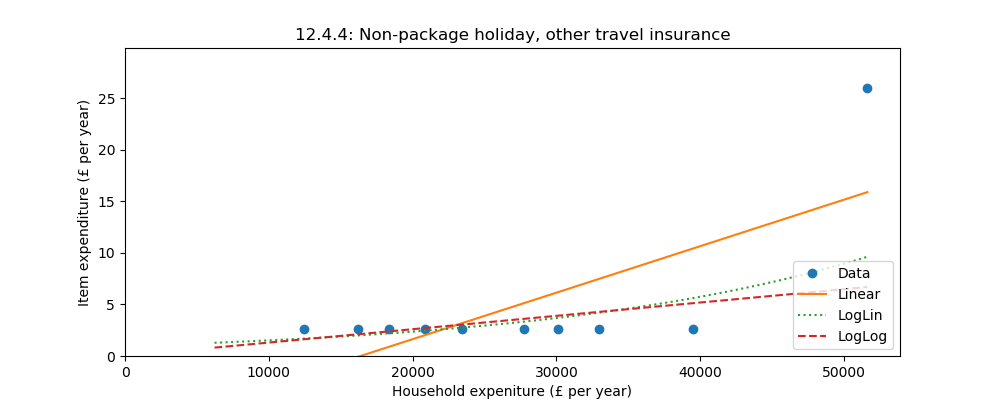 12.4.4: Non-package holiday, other travel insurance
Item expenditure (£ per year)
25
20
15
10
5
0
0 10000 20000 30000 40000 50000
Household expeniture (£ per year)
Data
Linear
LogLin
LogLog